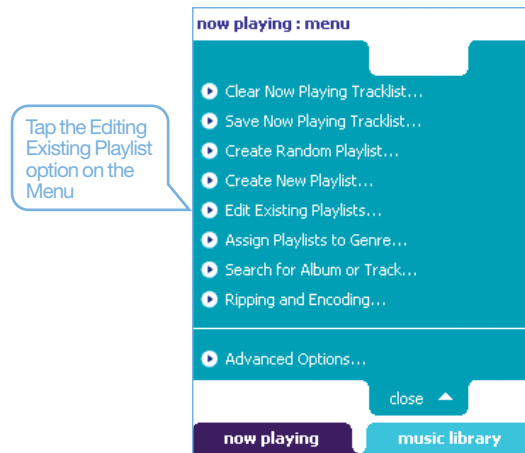 now playing : menu
Clear Now Playing Tracklist...
Save Now Playing Tracklist...
Create Random Playlist...
Create New Playlist...
Edit Existing Playlists...
Assign Playlists to Genre...
Search for Album or Track...
Ripping and Encoding...
Advanced Options...
close
now playing
music library
Tap the Editing
Existing Playlist
option on the
Menu